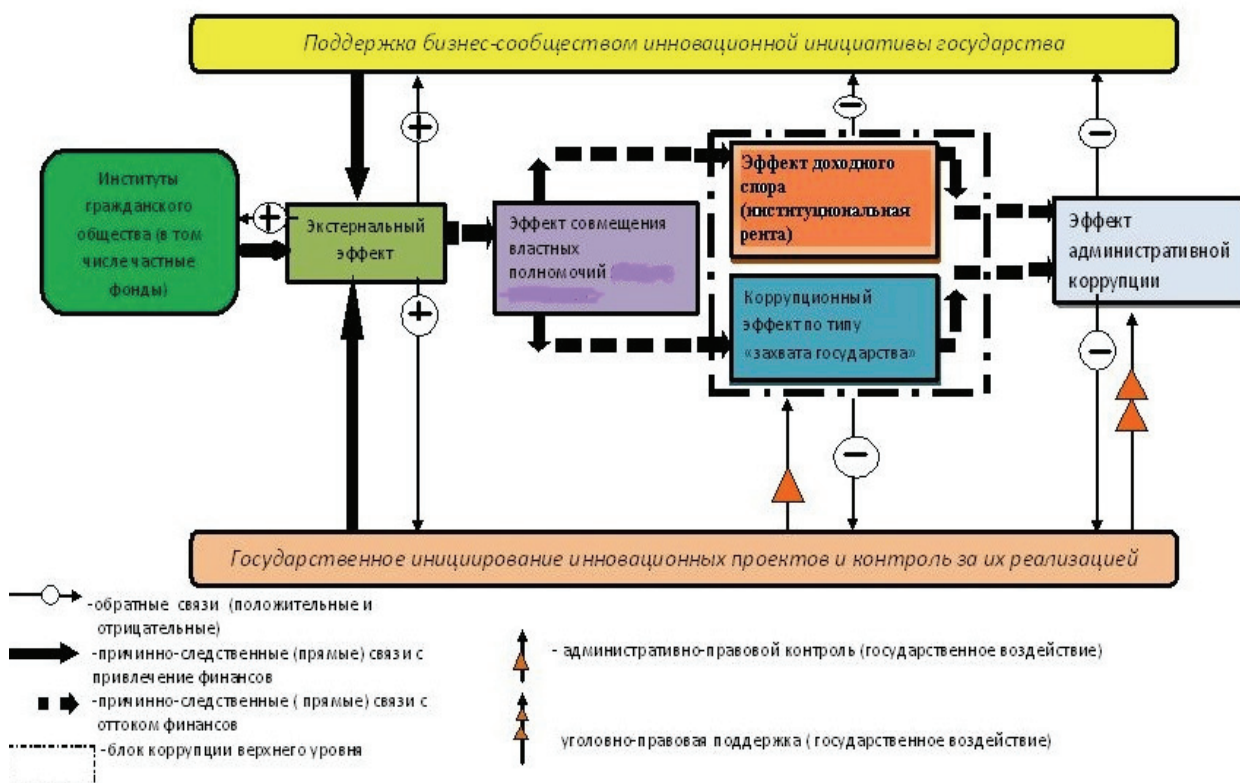 Поддержка бизнес-сообществом инновационной инициативы государства
Институты
гражданского
общества (в том
числе частные
фонды)
+
+
+
Экстернальный
эффект
Эффект совмещения
властных
полномочий
Эффект доходного
спора
(институциональная
рента)
Коррупционный
эффект по типу
«захвата государства»
Эффект
административной
коррупции
−
−
−
−
Государственное инициирование инновационных проектов и контроль за их реализацией
-обратные связи (положительные и
отрицательные)
-причинно-следственные (прямые) связи с
привлечение финансов
-причинно-следственные ( прямые) связи с
оттоком финансов
-блок коррупции верхнего уровня
- административно-правовой контроль (государственное воздействие)
уголовно-правовая поддержка ( государственное воздействие)